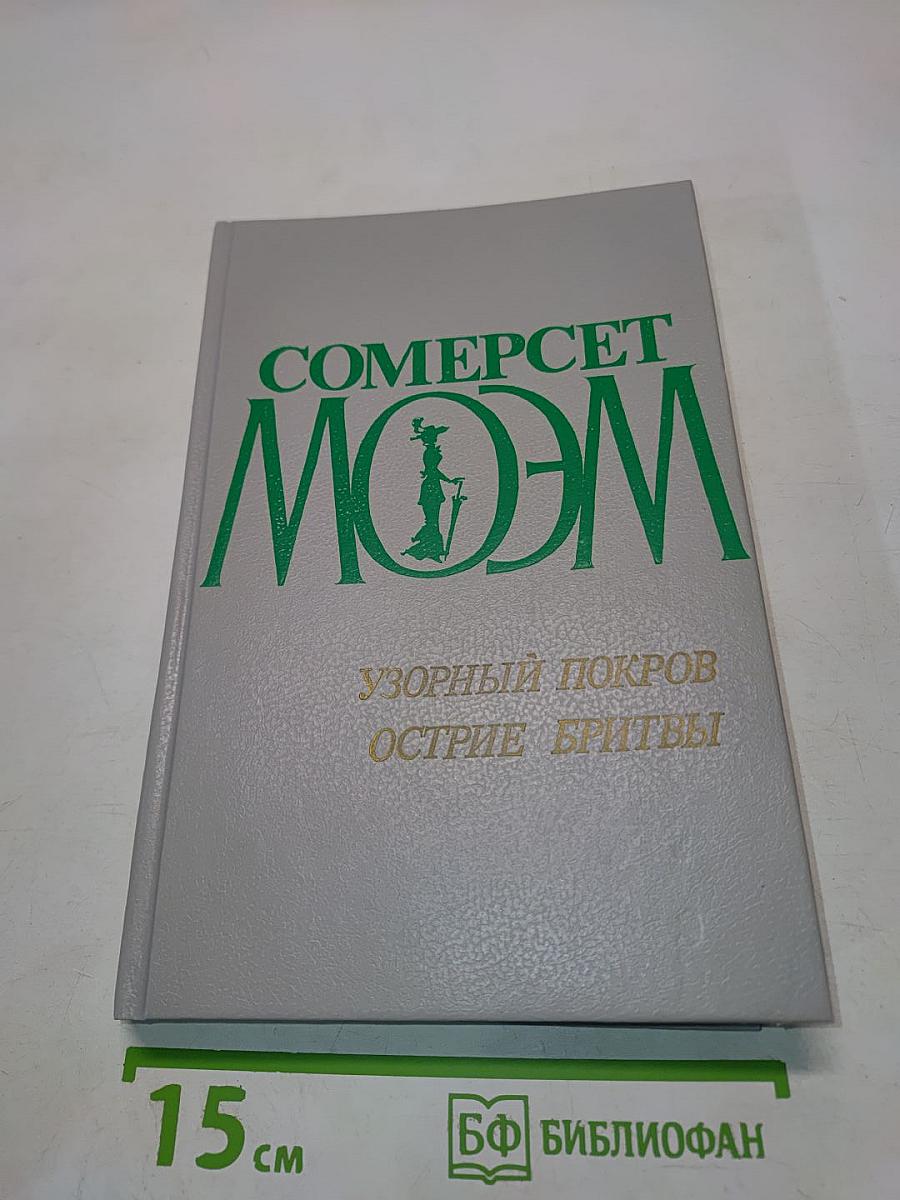 СОМЕРСЕТ
МОЭМ
УЗОРНЫЙ ПОКРОВ
ОСТРИЕ БРИТВЫ
15 см
БФ БИБЛИОФАН